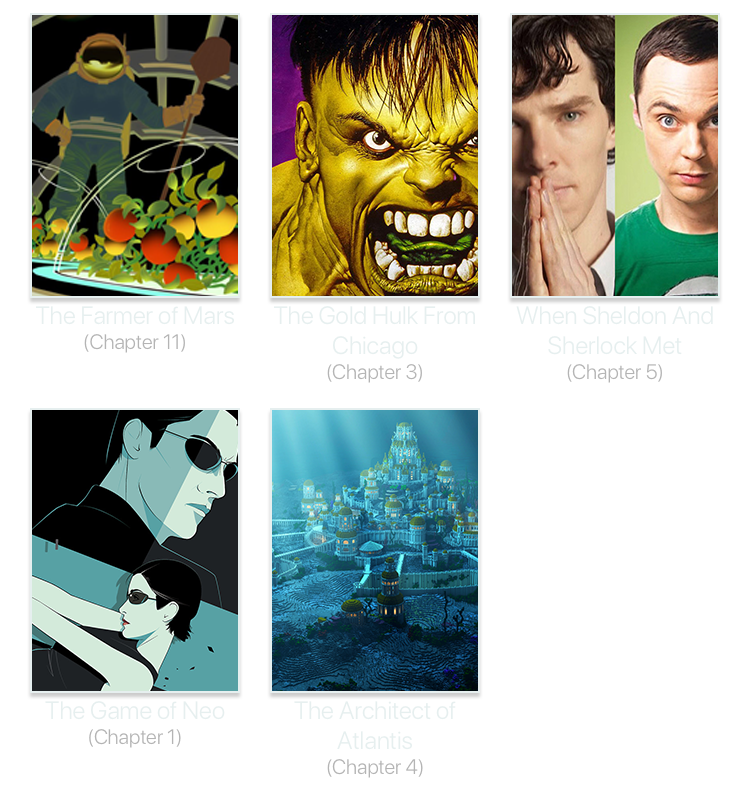 The Farmer of Mars
(Chapter 11)
The Gold Hulk From
Chicago
(Chapter 3)
When Sheldon And
Sherlock Met
(Chapter 5)
The Game of Neo
(Chapter 1)
The Architect of
Atlantis
(Chapter 4)